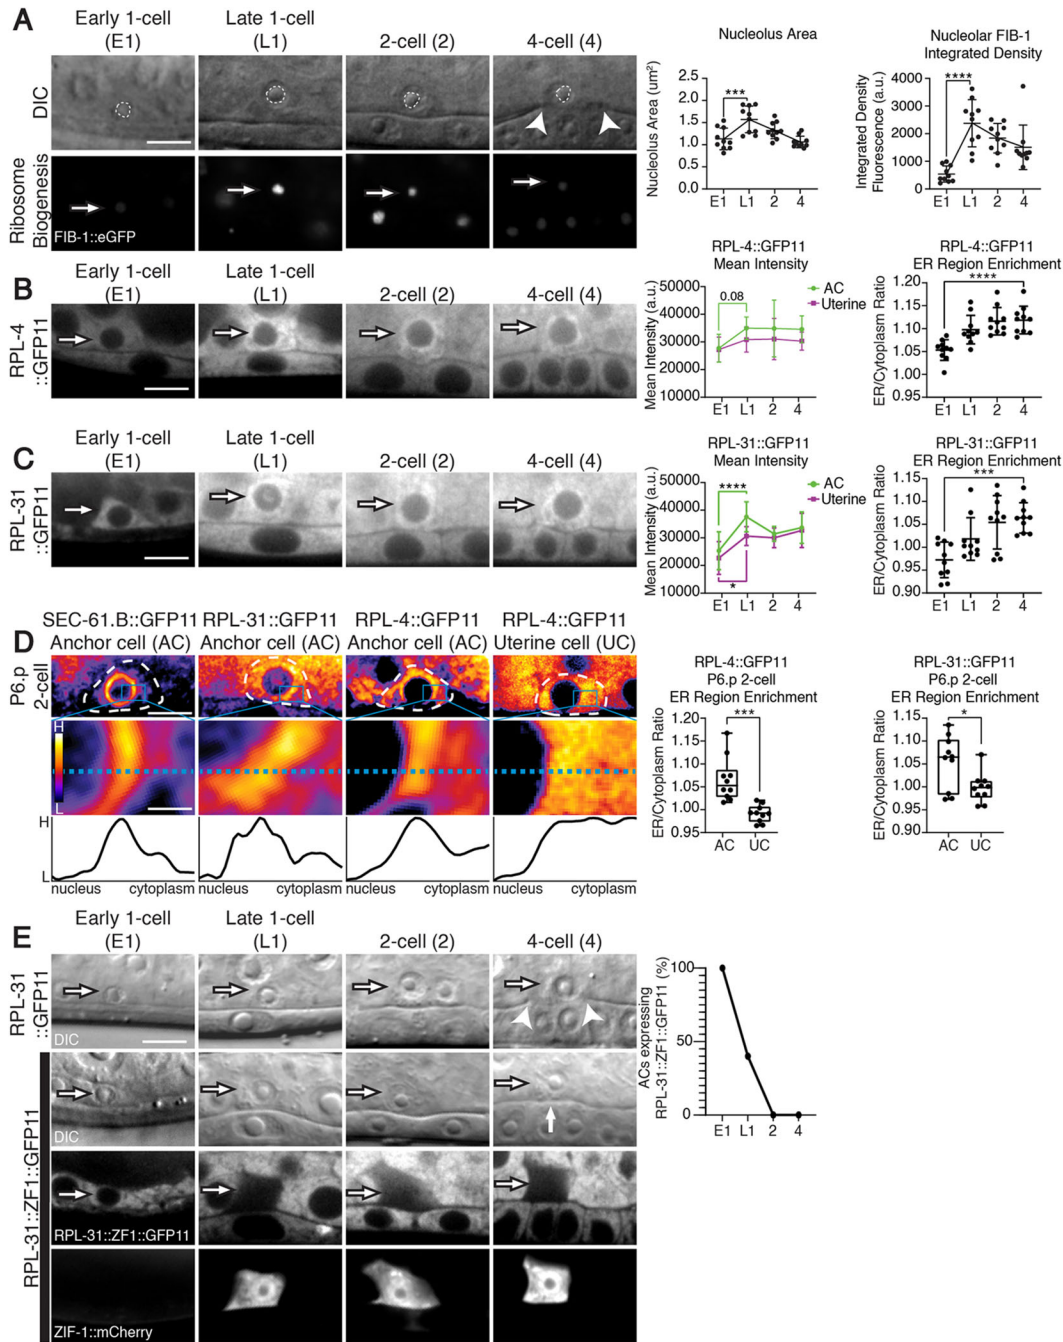 A
Early 1-cell
(E1)
Late 1-cell
(L1)
2-cell (2)
4-cell (4)
DIC
Ribosome
Biogenesis
FIB-1::eGFP
Nucleolus Area
Nucleolus Area (um²)
2.5
2.0
1.5
1.0
0.5
0.0
***
E1 L1 2 4
Nucleolar FIB-1
Integrated Density
Integrated Density
Fluorescence (a.u.)
4000
3000
2000
1000
0
****
E1 L1 2 4
B
Early 1-cell
(E1)
Late 1-cell
(L1)
2-cell (2)
4-cell (4)
RPL-4
::GFP11
RPL-4::GFP11
Mean Intensity
Mean Intensity (a.u.)
50000
40000
30000
20000
10000
0.08
AC
Uterine
E1 L1 2 4
RPL-4::GFP11
ER Region Enrichment
ER/Cytoplasm Ratio
1.20
1.15
1.10
1.05
1.00
0.95
****
E1 L1 2 4
C
Early 1-cell
(E1)
Late 1-cell
(L1)
2-cell (2)
4-cell (4)
RPL-31
::GFP11
RPL-31::GFP11
Mean Intensity
Mean Intensity (a.u.)
50000
40000
30000
20000
10000
****
*
AC
Uterine
E1 L1 2 4
RPL-31::GFP11
ER Region Enrichment
ER/Cytoplasm Ratio
1.15
1.10
1.05
1.00
0.95
0.90
***
E1 L1 2 4
D
SEC-61.B::GFP11
Anchor cell (AC)
RPL-31::GFP11
Anchor cell (AC)
RPL-4::GFP11
Anchor cell (AC)
RPL-4::GFP11
Uterine cell (UC)
P6.p
2-cell
H
L
H
L
nucleus cytoplasm
nucleus cytoplasm
nucleus cytoplasm
nucleus cytoplasm
RPL-4::GFP11
P6.p 2-cell
ER Region Enrichment
ER/Cytoplasm Ratio
1.20
1.15
1.10
1.05
1.00
0.95
***
AC UC
RPL-31::GFP11
P6.p 2-cell
ER Region Enrichment
ER/Cytoplasm Ratio
1.15
1.10
1.05
1.00
0.95
0.90
*
AC UC
E
Early 1-cell
(E1)
Late 1-cell
(L1)
2-cell (2)
4-cell (4)
RPL-31
::GFP11
DIC
RPL-31::ZF1::GFP11
DIC
RPL-31::ZF1::GFP11
ZIF-1::mCherry
ACs expressing
RPL-31::ZF1::GFP11 (%)
100
50
0
E1 L1 2 4